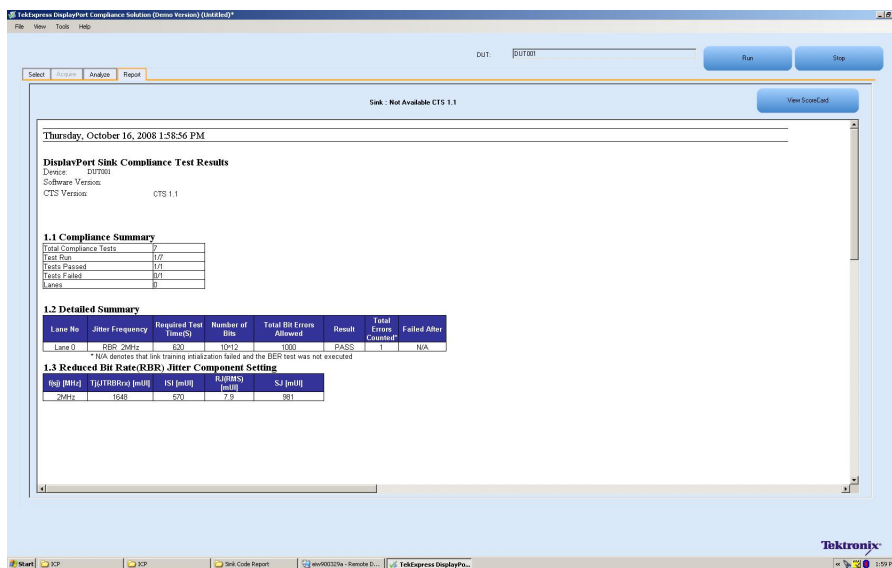 TekExpress DisplayPort Compliance Solution (Demo Version) (Untitled)*
File View Tools Help
DUT: DUT001
Run Stop
Select Acquire Analyze Report
Sink : Not Available CTS 1.1
View ScoreCard
Thursday, October 16, 2008 1:58:56 PM
DisplayPort Sink Compliance Test Results
Device: DUT001
Software Version:
CTS Version: CTS 1.1
1.1 Compliance Summary
Total Compliance Tests 7
Test Run 1/7
Tests Passed 1/1
Tests Failed 0/1
Lanes 0
1.2 Detailed Summary
Lane No Jitter Frequency Required Test Time(S) Number of Bits Total Bit Errors Allowed Result Total Errors Counted* Failed After
Lane 0 RBR 2MHz 620 10^12 1000 PASS 1 N/A
* N/A denotes that link training intialization failed and the BER test was not executed
1.3 Reduced Bit Rate(RBR) Jitter Component Setting
f(sj) [MHz] Tj(JTRBRrx) [mUI] ISI [mUI] RJ(RMS) [mUI] SJ [mUI]
2MHz 1648 570 7.9 981
Tektronix
Start ICP ICP Sink Code Report eiw900329a - Remote D... TekExpress DisplayPo... 1:59 P